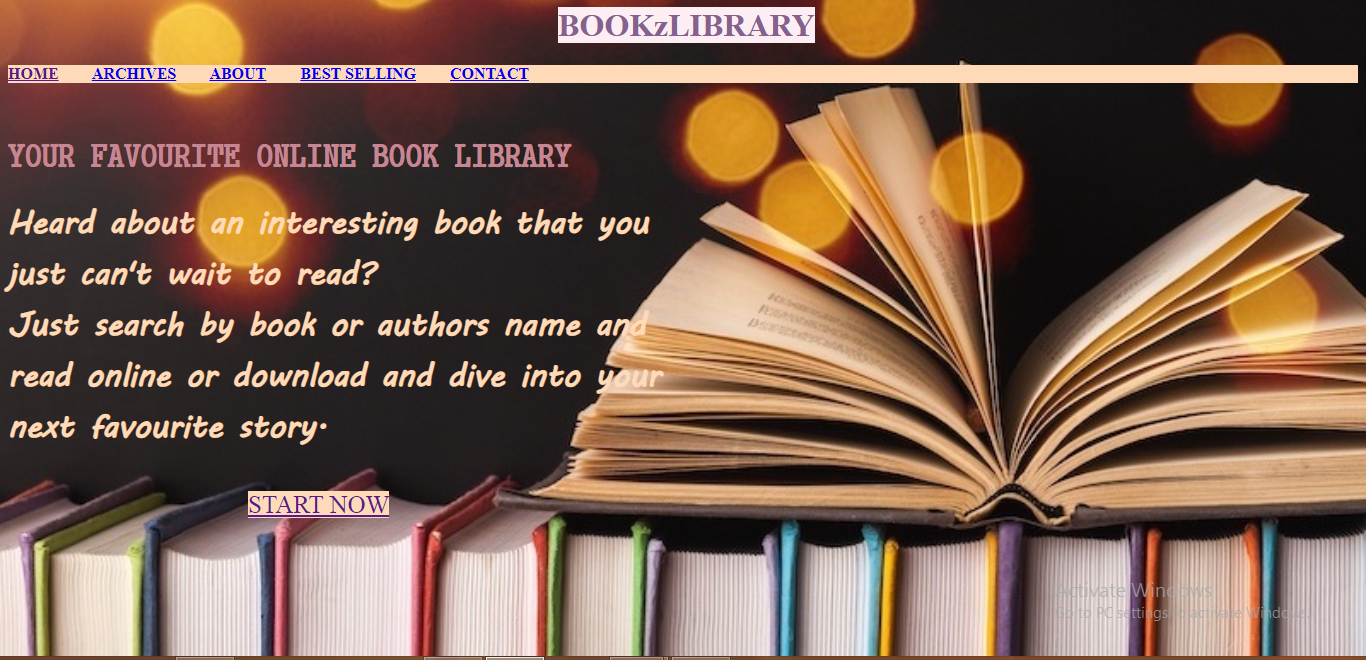 BOOKzLIBRARY
HOME ARCHIVES ABOUT BEST SELLING CONTACT
YOUR FAVOURITE ONLINE BOOK LIBRARY
Heard about an interesting book that you
just can't wait to read?
Just search by book or authors name and
read online or download and dive into your
next favourite story.
START NOW
Activate Windows
Go to PC settings to activate Windows.